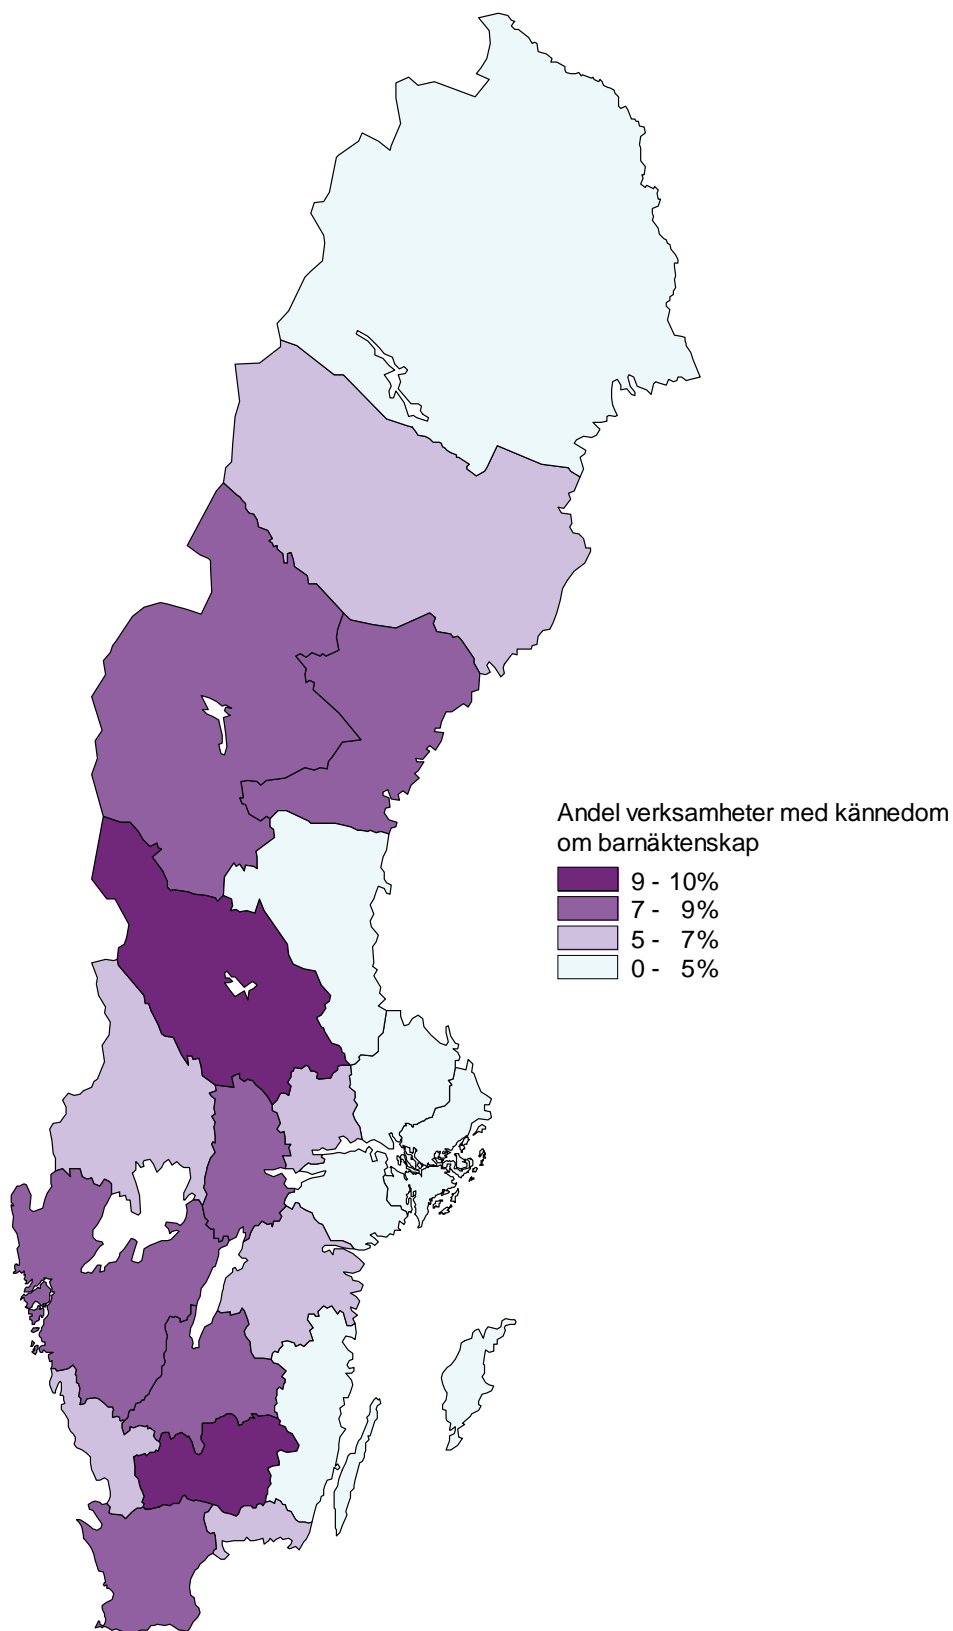 Andel verksamheter med kännedom
om barnäktenskap
9 - 10%
7 - 9%
5 - 7%
0 - 5%